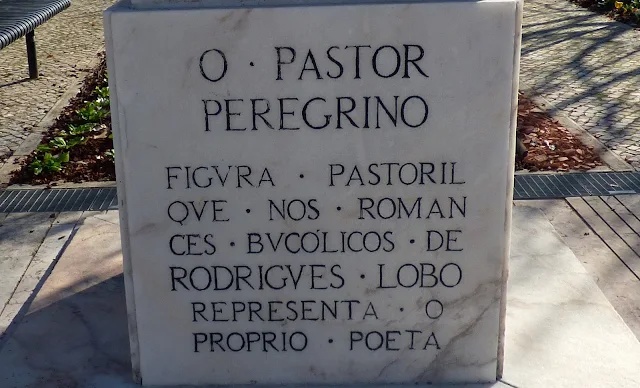 O · PASTOR
PEREGRINO
FIGVRA · PASTORIL
QVE · NOS · ROMAN
CES · BVCÓLICOS · DE
RODRIGVES · LOBO
REPRESENTA · O
PROPRIO · POETA